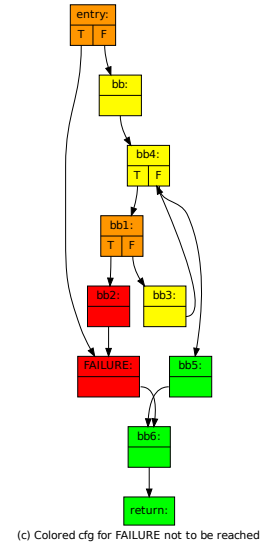 entry:
T F
bb:
bb4:
T F
bb1:
T F
bb2:
bb3:
FAILURE:
bb5:
bb6:
return:
(c) Colored cfg for FAILURE not to be reached